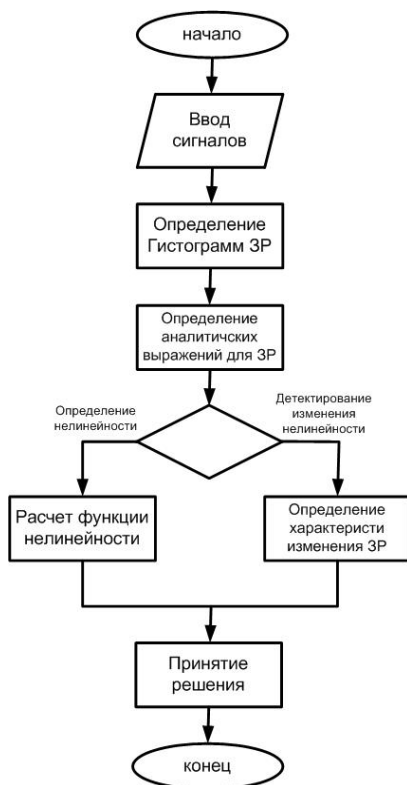 начало
Ввод
сигналов
Определение
Гистограмм ЗР
Определение
аналитичских
выражений для ЗР
Определение
нелинейности
Детектирование
изменения
нелинейности
Расчет функции
нелинейности
Определение
характеристи
изменения ЗР
Принятие
решения
конец